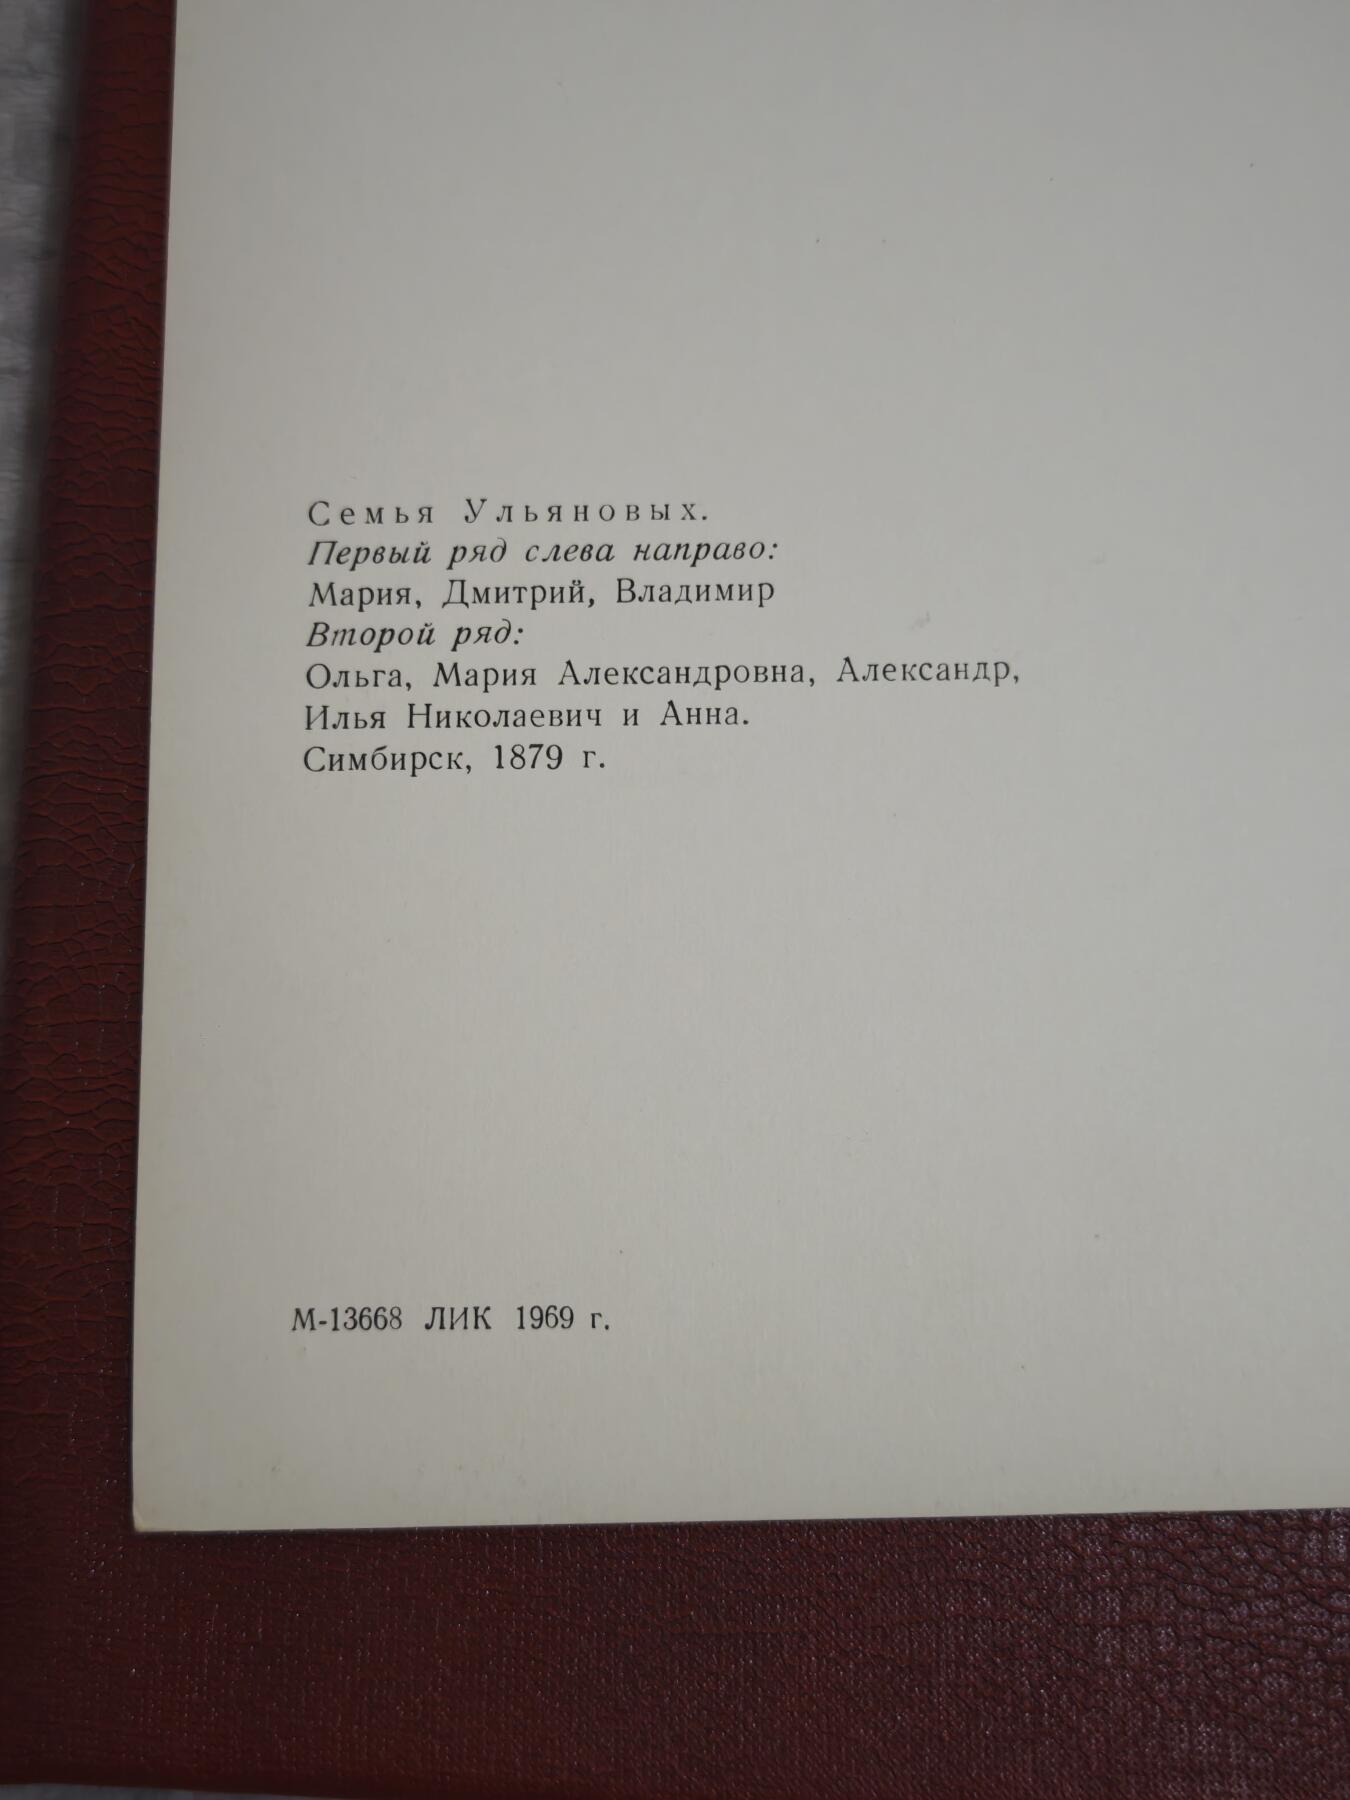 Семья Ульяновых.
Первый ряд слева направо:
Мария, Дмитрий, Владимир
Второй ряд:
Ольга, Мария Александровна, Александр,
Илья Николаевич и Анна.
Симбирск, 1879 г.
М-13668 ЛИК 1969 г.